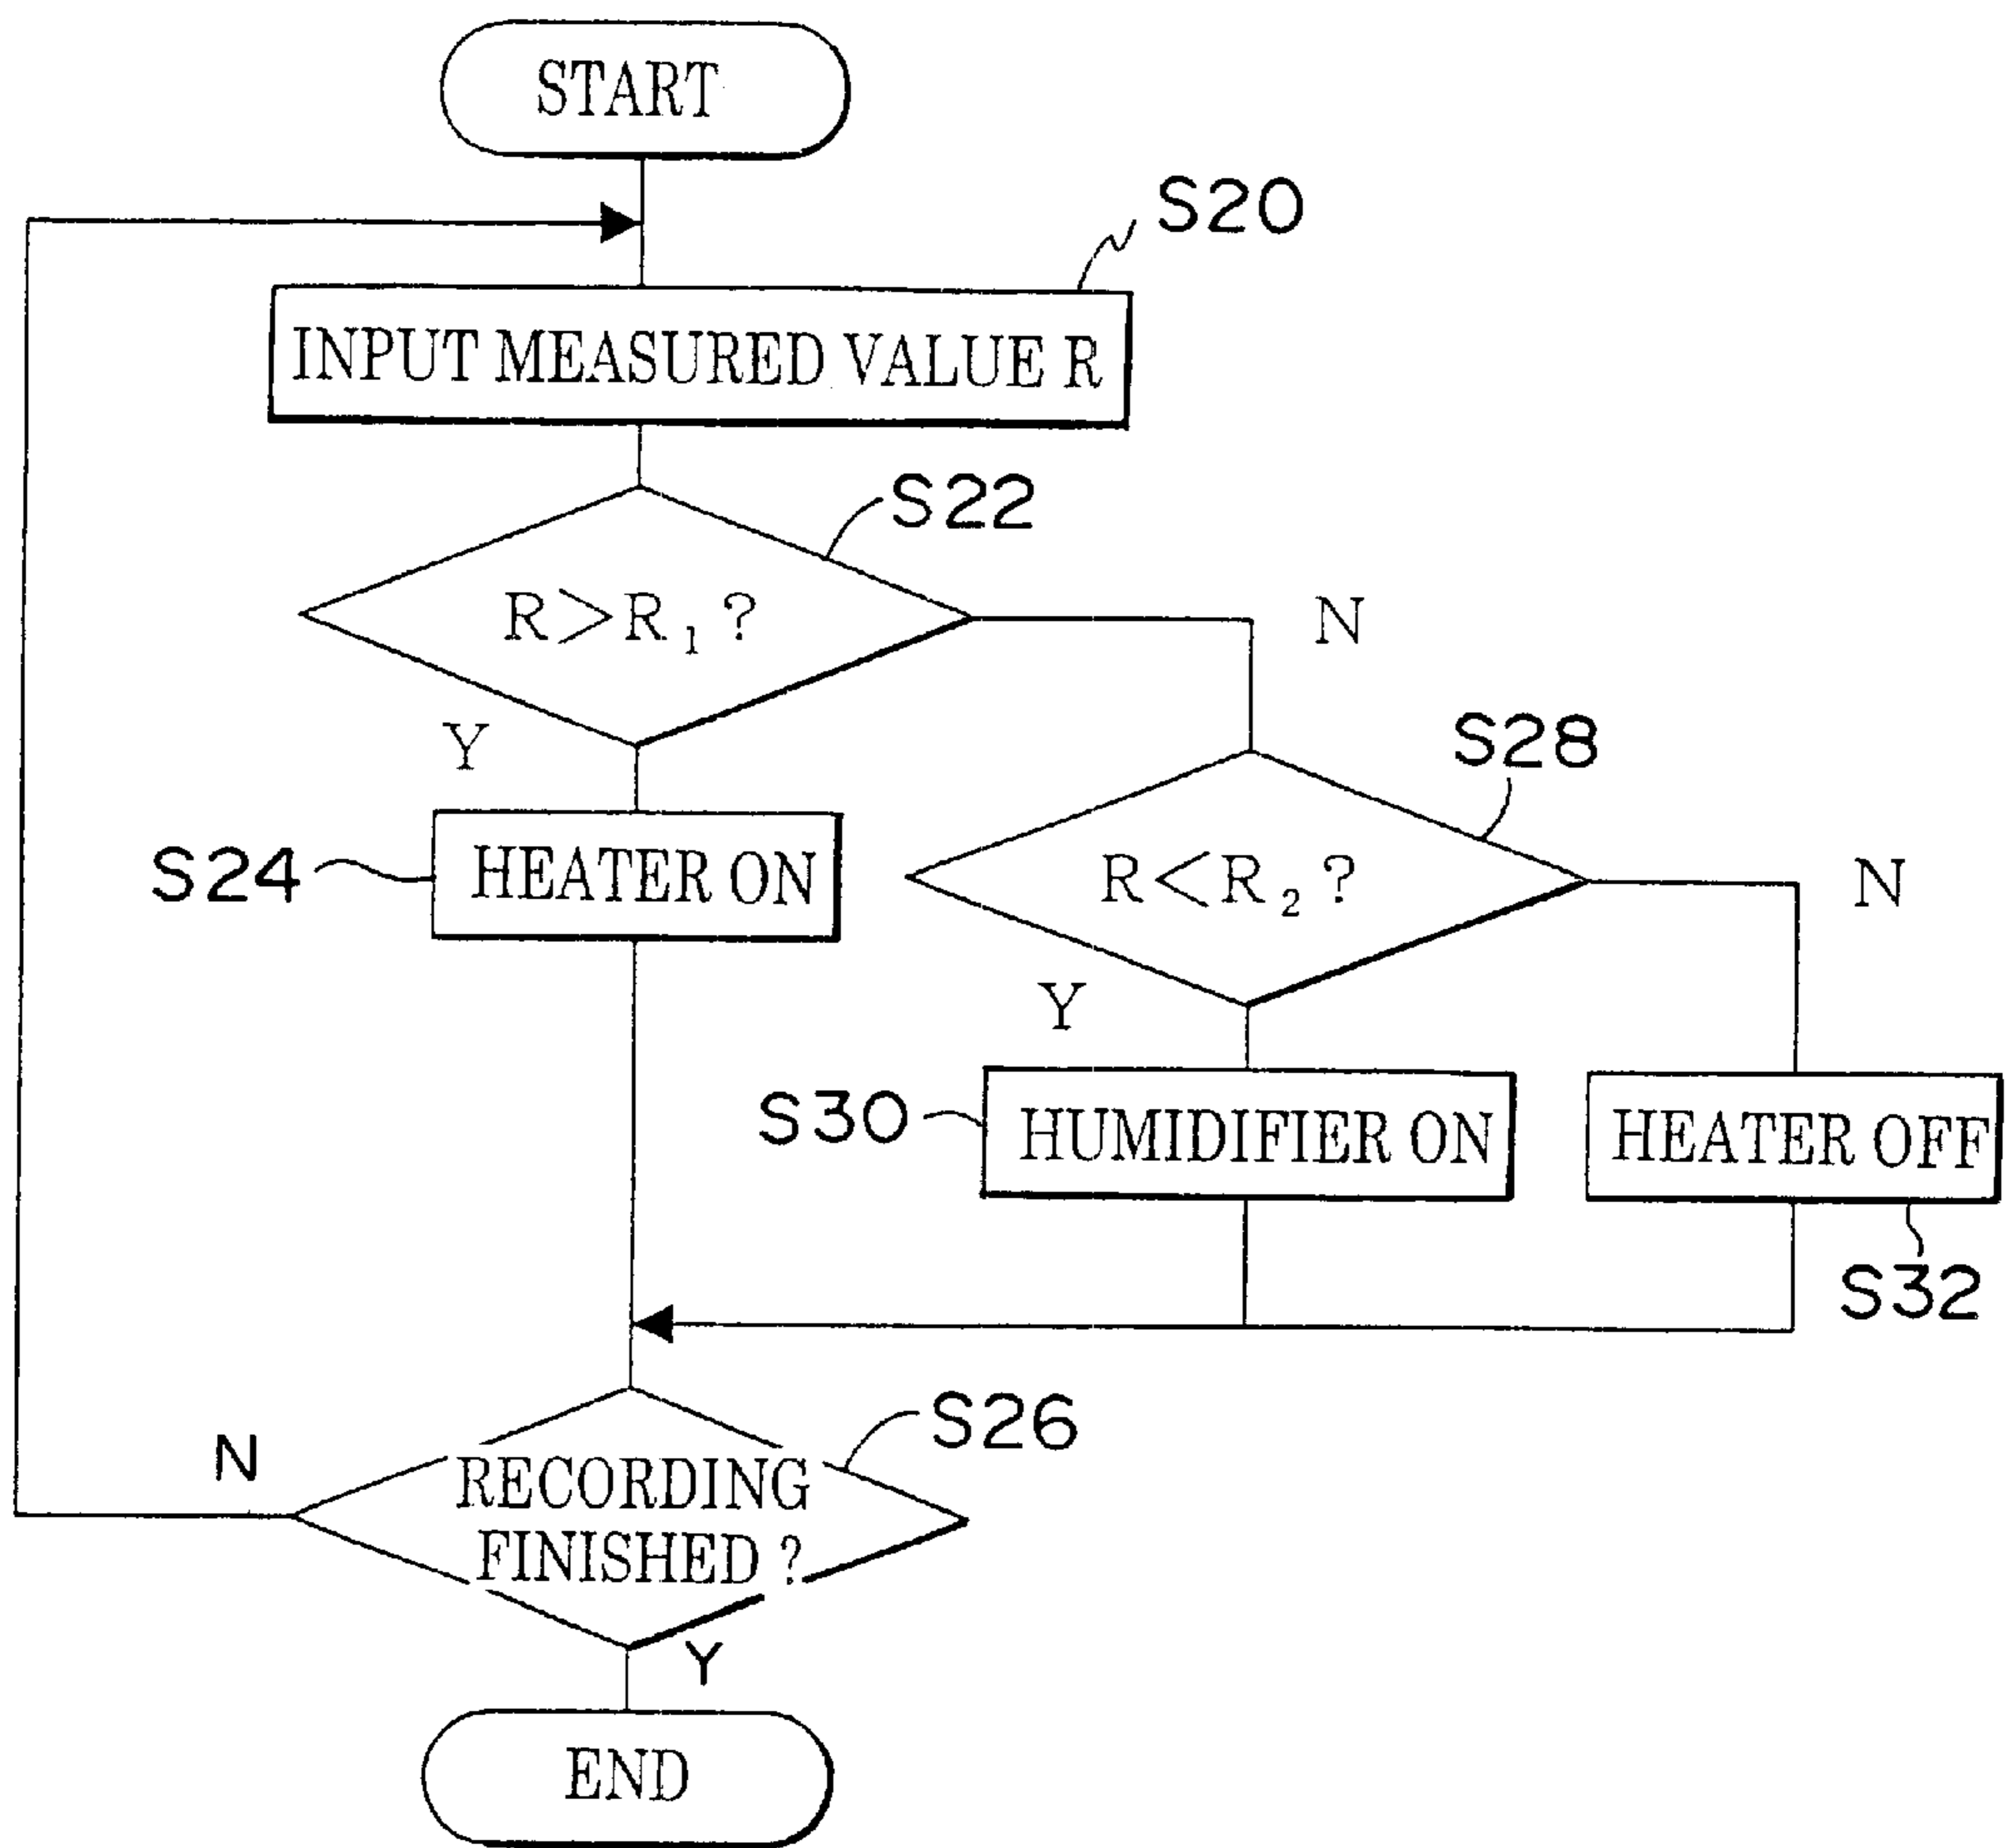 START
S20
INPUT MEASURED VALUE R
S22
R>R₁?
N
Y
S28
S24
HEATER ON
R<R₂?
N
Y
S30
HUMIDIFIER ON
HEATER OFF
S32
S26
N
RECORDING
FINISHED?
Y
END